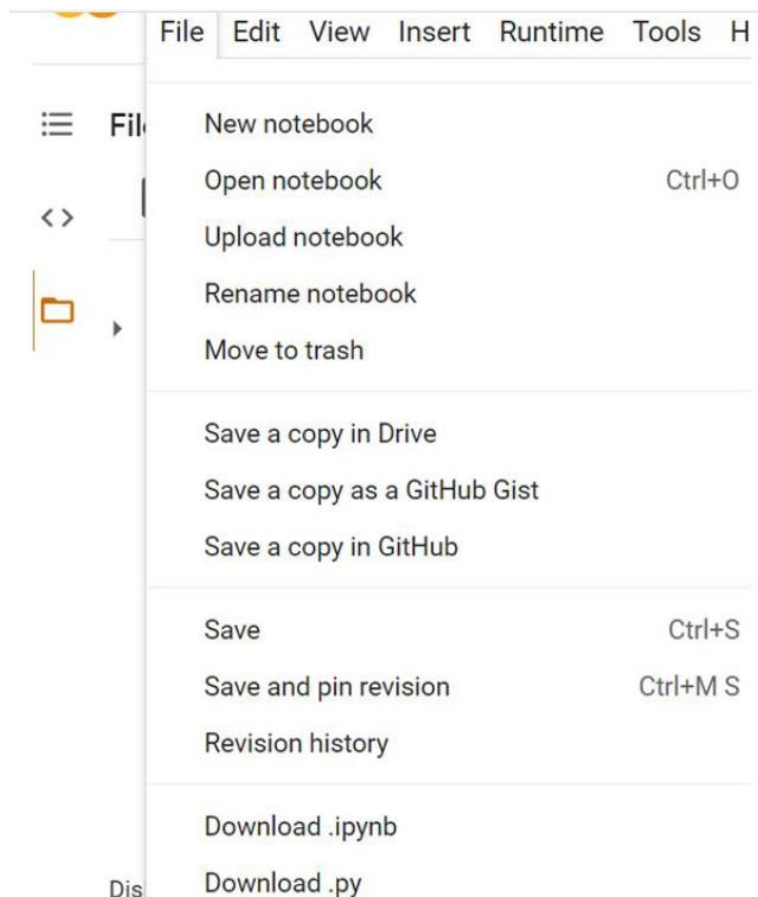 File Edit View Insert Runtime Tools H
Fil
New notebook
Open notebook Ctrl+O
Upload notebook
Rename notebook
Move to trash
Save a copy in Drive
Save a copy as a GitHub Gist
Save a copy in GitHub
Save Ctrl+S
Save and pin revision Ctrl+M S
Revision history
Download .ipynb
Dis Download .py